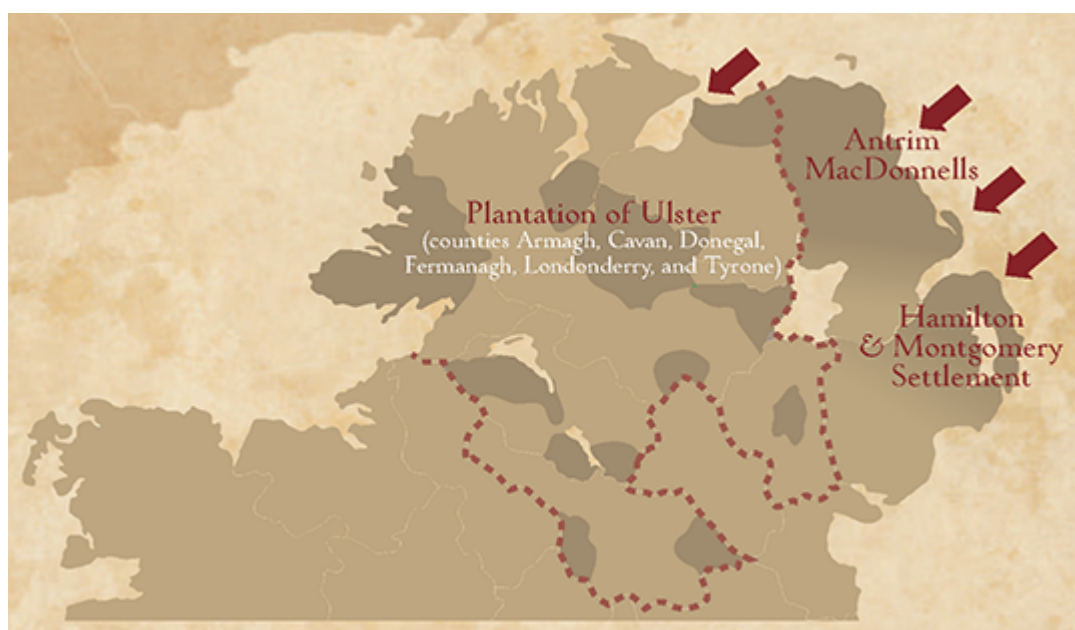 Antrim
MacDonnells
Plantation of Ulster
(counties Armagh, Cavan, Donegal,
Fermanagh, Londonderry, and Tyrone)
Hamilton
& Montgomery
Settlement